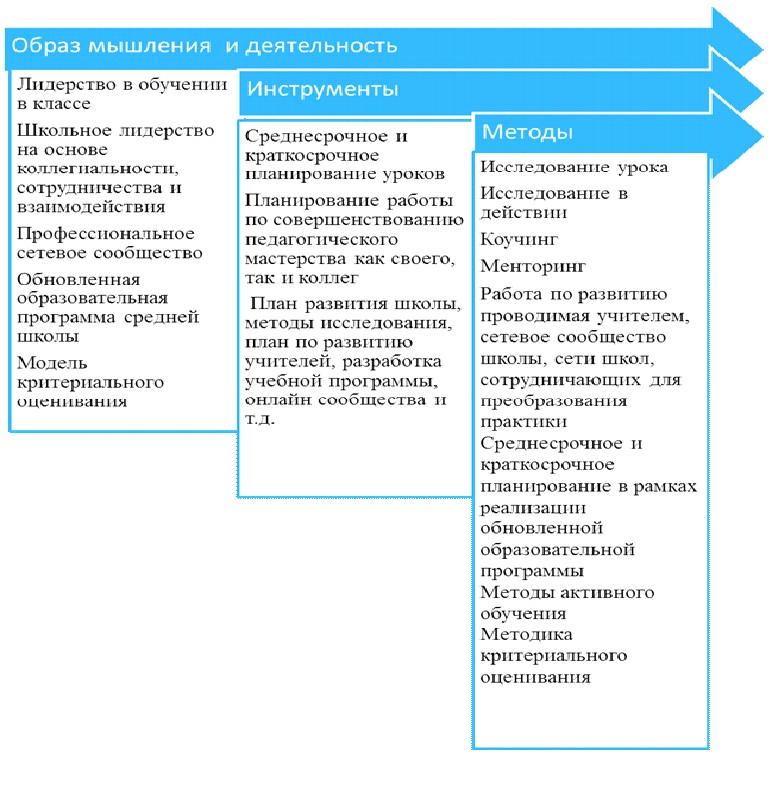 Образ мышления и деятельность
Лидерство в обучении
в классе
Школьное лидерство
на основе
коллегиальности,
сотрудничества и
взаимодействия
Профессиональное
сетевое сообщество
Обновленная
образовательная
программа средней
школы
Модель
критериального
оценивания
Инструменты
Среднесрочное и
краткосрочное
планирование уроков
Планирование работы
по совершенствованию
педагогического
мастерства как своего,
так и коллег
План развития школы,
методы исследования,
план по развитию
учителей, разработка
учебной программы,
онлайн сообщества и
т.д.
Методы
Исследование урока
Исследование в
действии
Коучинг
Менторинг
Работа по развитию
проводимая учителем,
сетевое сообщество
школы, сети школ,
сотрудничающих для
преобразования
практики
Среднесрочное и
краткосрочное
планирование в рамках
реализации
обновленной
образовательной
программы
Методы активного
обучения
Методика
критериального
оценивания